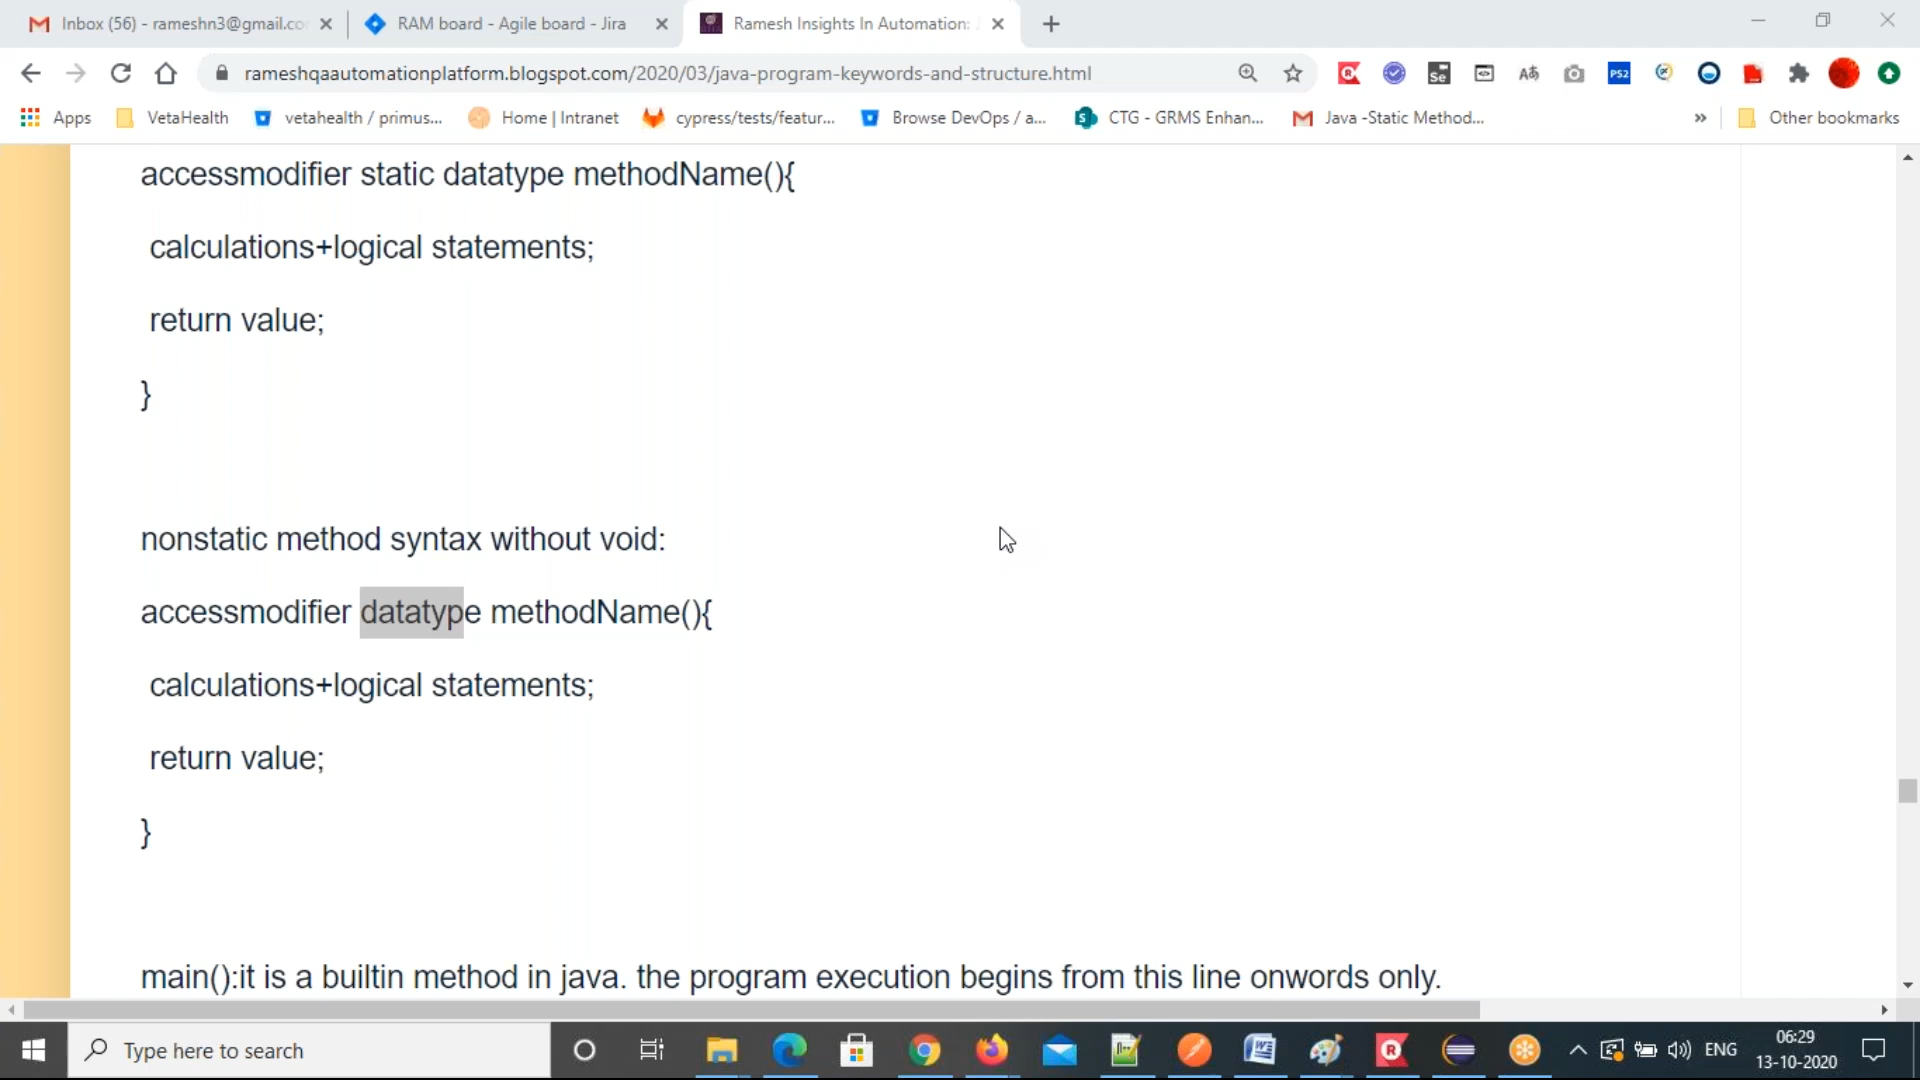 Inbox (56) - rameshn3@gmail.co
RAM board - Agile board - Jira
Ramesh Insights In Automation:
rameshqaautomationplatform.blogspot.com/2020/03/java-program-keywords-and-structure.html
Apps
VetaHealth
vetahealth / primus...
Home | Intranet
cypress/tests/featur...
Browse DevOps / a...
CTG - GRMS Enhan...
Java -Static Method...
»
Other bookmarks
accessmodifier static datatype methodName(){
calculations+logical statements;
return value;
}
nonstatic method syntax without void:
accessmodifier datatype methodName(){
calculations+logical statements;
return value;
}
main():it is a builtin method in java. the program execution begins from this line onwords only.
Type here to search
ENG
06:29
13-10-2020